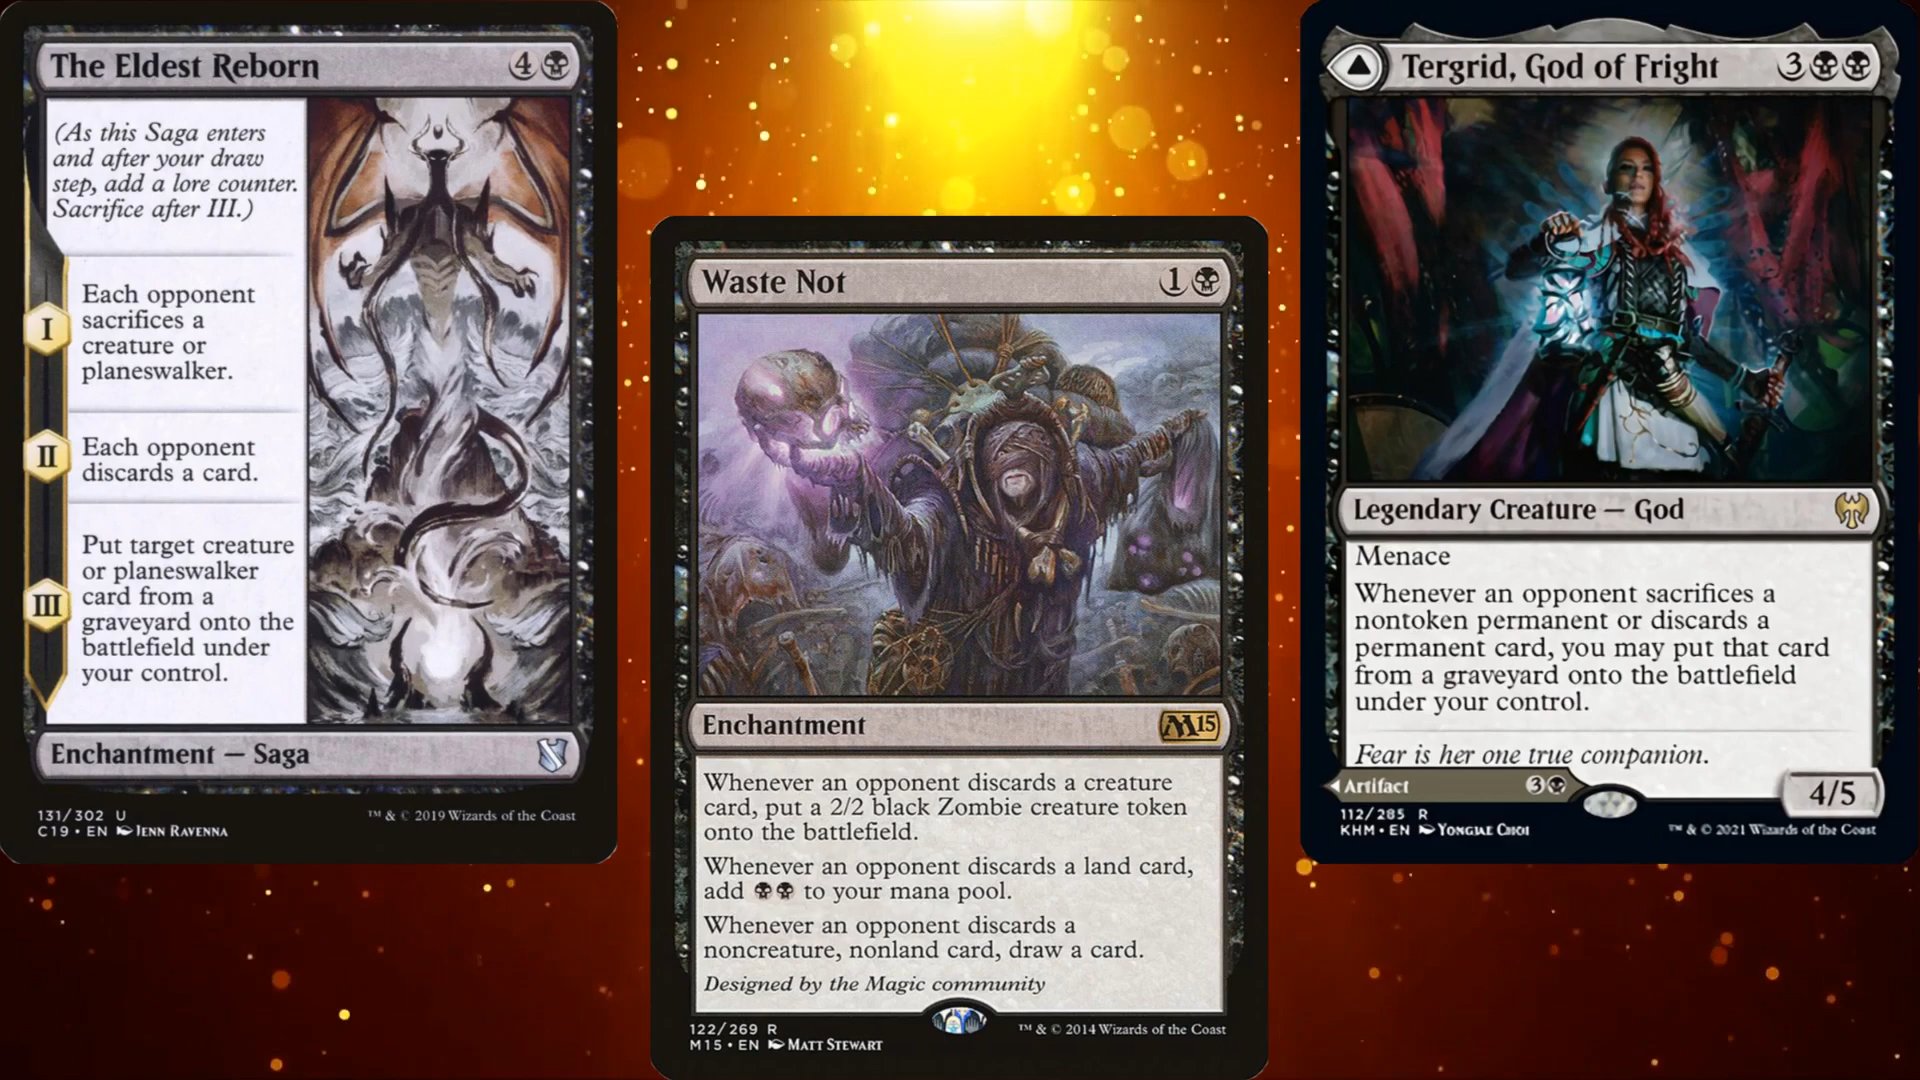 The Eldest Reborn 4
(As this Saga enters
and after your draw
step, add a lore counter.
Sacrifice after III.)
I
Each opponent
sacrifices a
creature or
planeswalker.
II
Each opponent
discards a card.
III
Put target creature
or planeswalker
card from a
graveyard onto the
battlefield under
your control.
Enchantment — Saga
131/302 U
C19 • EN JENN RAVENNA
™ & © 2019 Wizards of the Coast
Waste Not 1
Enchantment
M15
Whenever an opponent discards a creature
card, put a 2/2 black Zombie creature token
onto the battlefield.
Whenever an opponent discards a land card,
add to your mana pool.
Whenever an opponent discards a
noncreature, nonland card, draw a card.
Designed by the Magic community
122/269 R
M15 • EN MATT STEWART
™ & © 2014 Wizards of the Coast
Tergrid, God of Fright 3
Legendary Creature — God
Menace
Whenever an opponent sacrifices a
nontoken permanent or discards a
permanent card, you may put that card
from a graveyard onto the battlefield
under your control.
Fear is her one true companion.
Artifact 3
4/5
112/285 R
KHM • EN YONGJAE CHOI
™ & © 2021 Wizards of the Coast